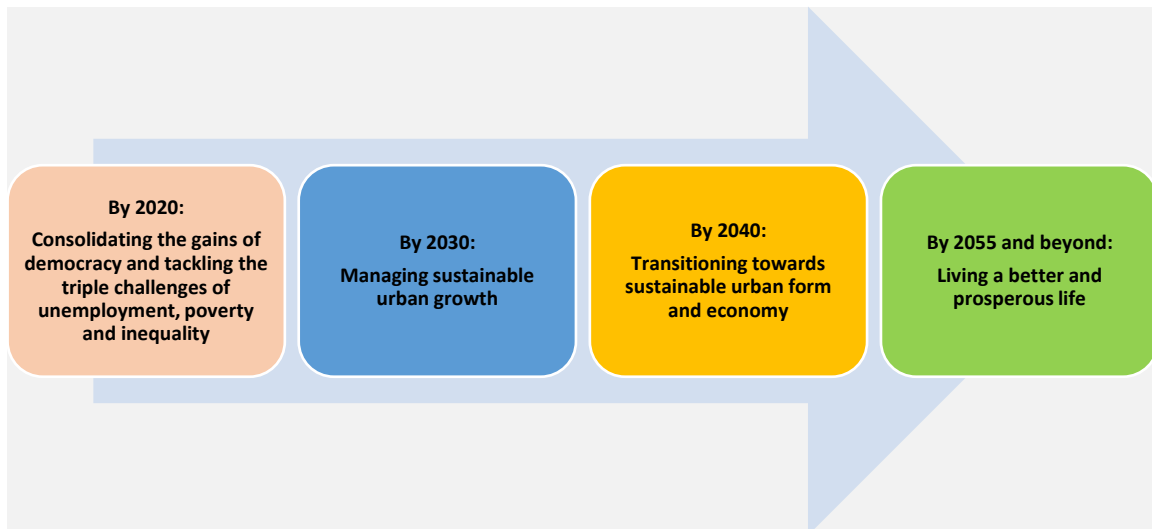 By 2020:
Consolidating the gains of
democracy and tackling the
triple challenges of
unemployment, poverty
and inequality
By 2030:
Managing sustainable
urban growth
By 2040:
Transitioning towards
sustainable urban form
and economy
By 2055 and beyond:
Living a better and
prosperous life